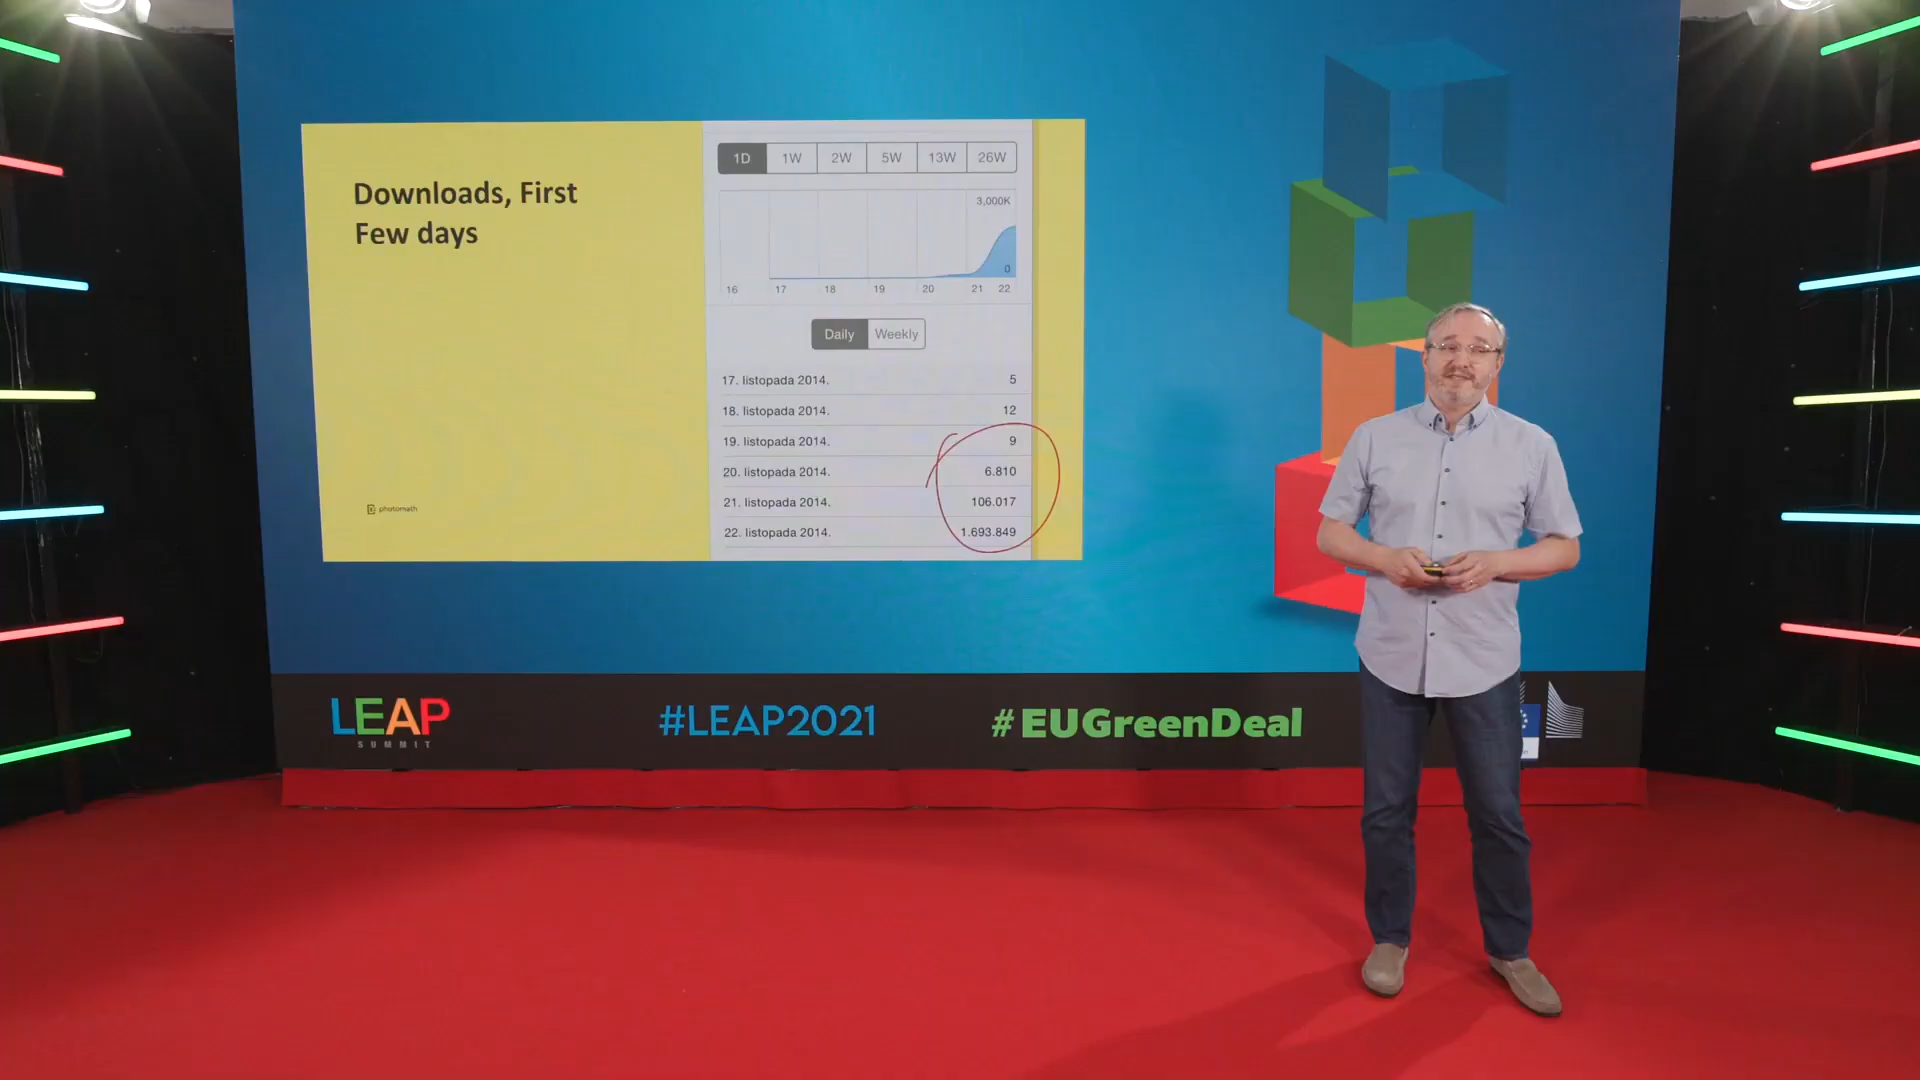 Downloads, First
Few days
photomath
1D 1W 2W 5W 13W 26W
3,000K
0
16 17 18 19 20 21 22
Daily Weekly
17. listopada 2014. 5
18. listopada 2014. 12
19. listopada 2014. 9
20. listopada 2014. 6.810
21. listopada 2014. 106.017
22. listopada 2014. 1.693.849
LEAP
SUMMIT
#LEAP2021
#EUGreenDeal